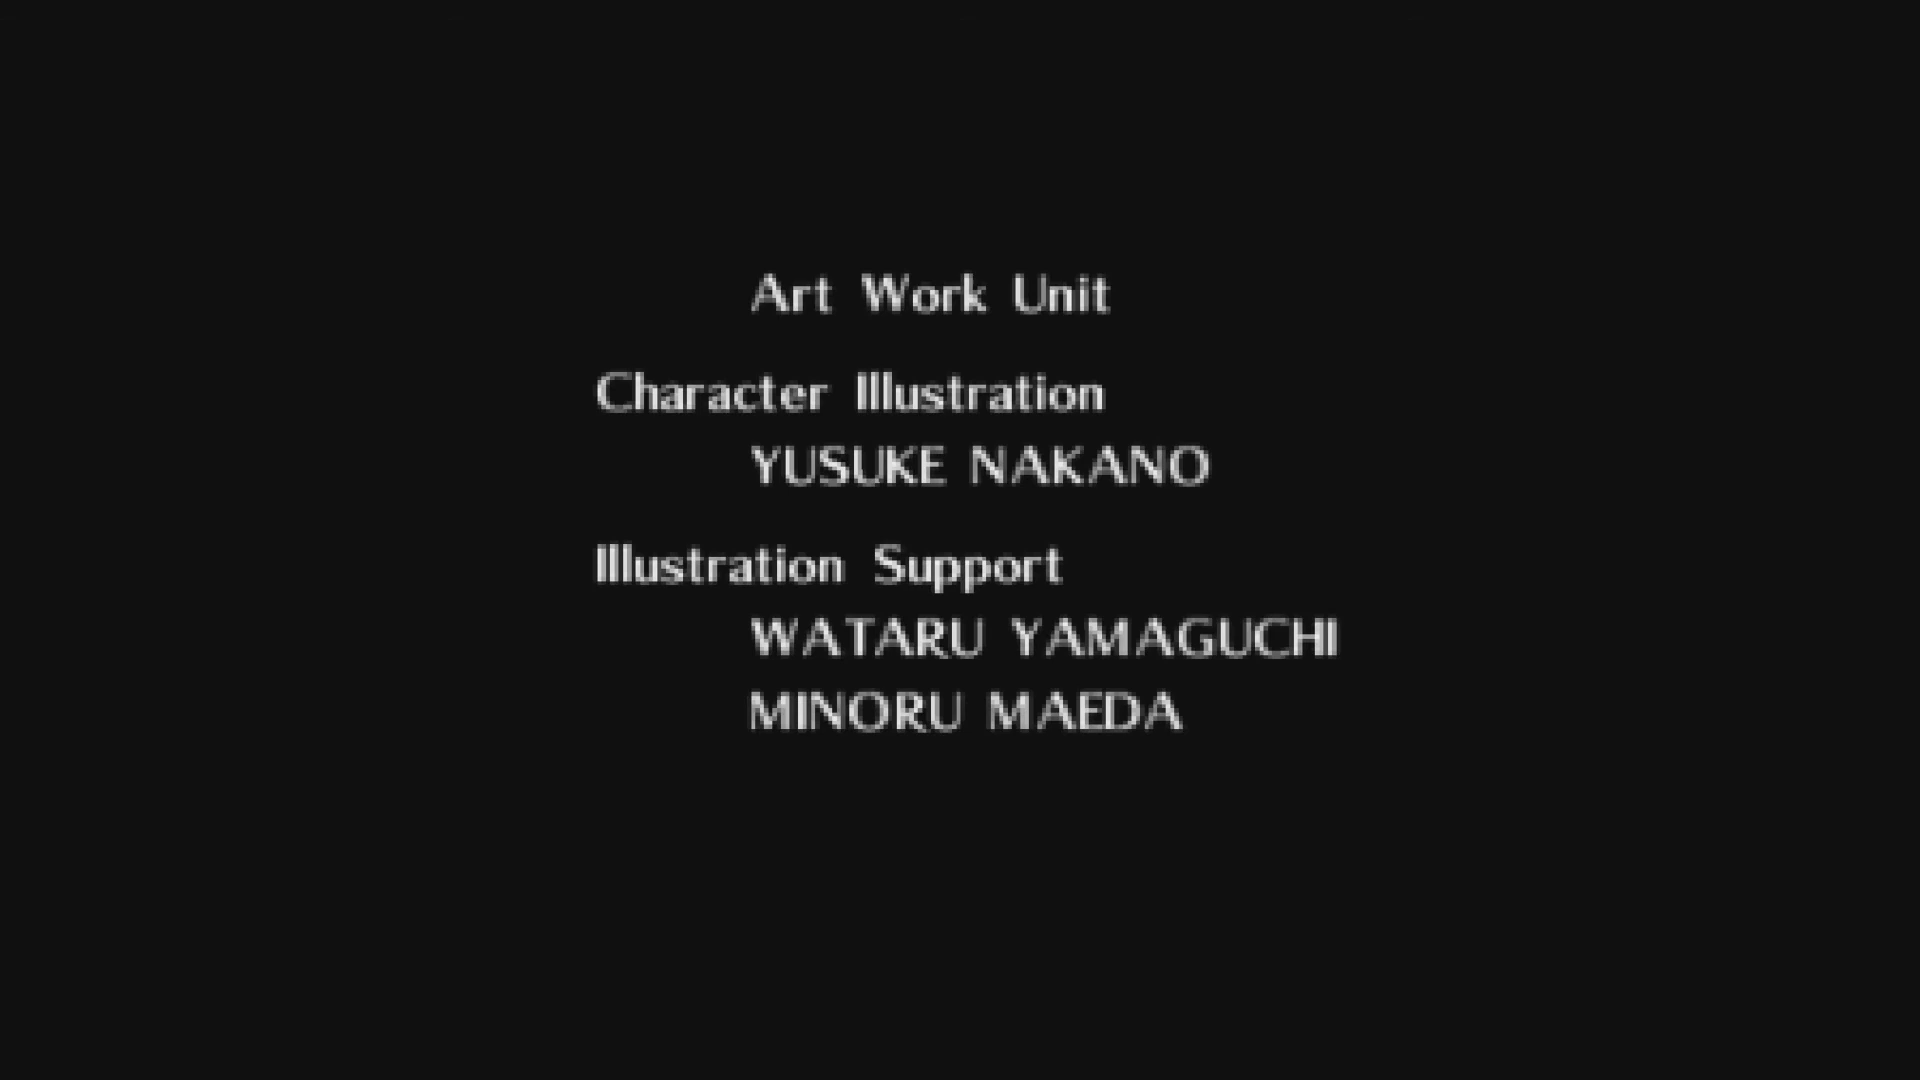 Art Work Unit
Character Illustration
YUSUKE NAKANO
Illustration Support
WATARU YAMAGUCHI
MINORU MAEDA